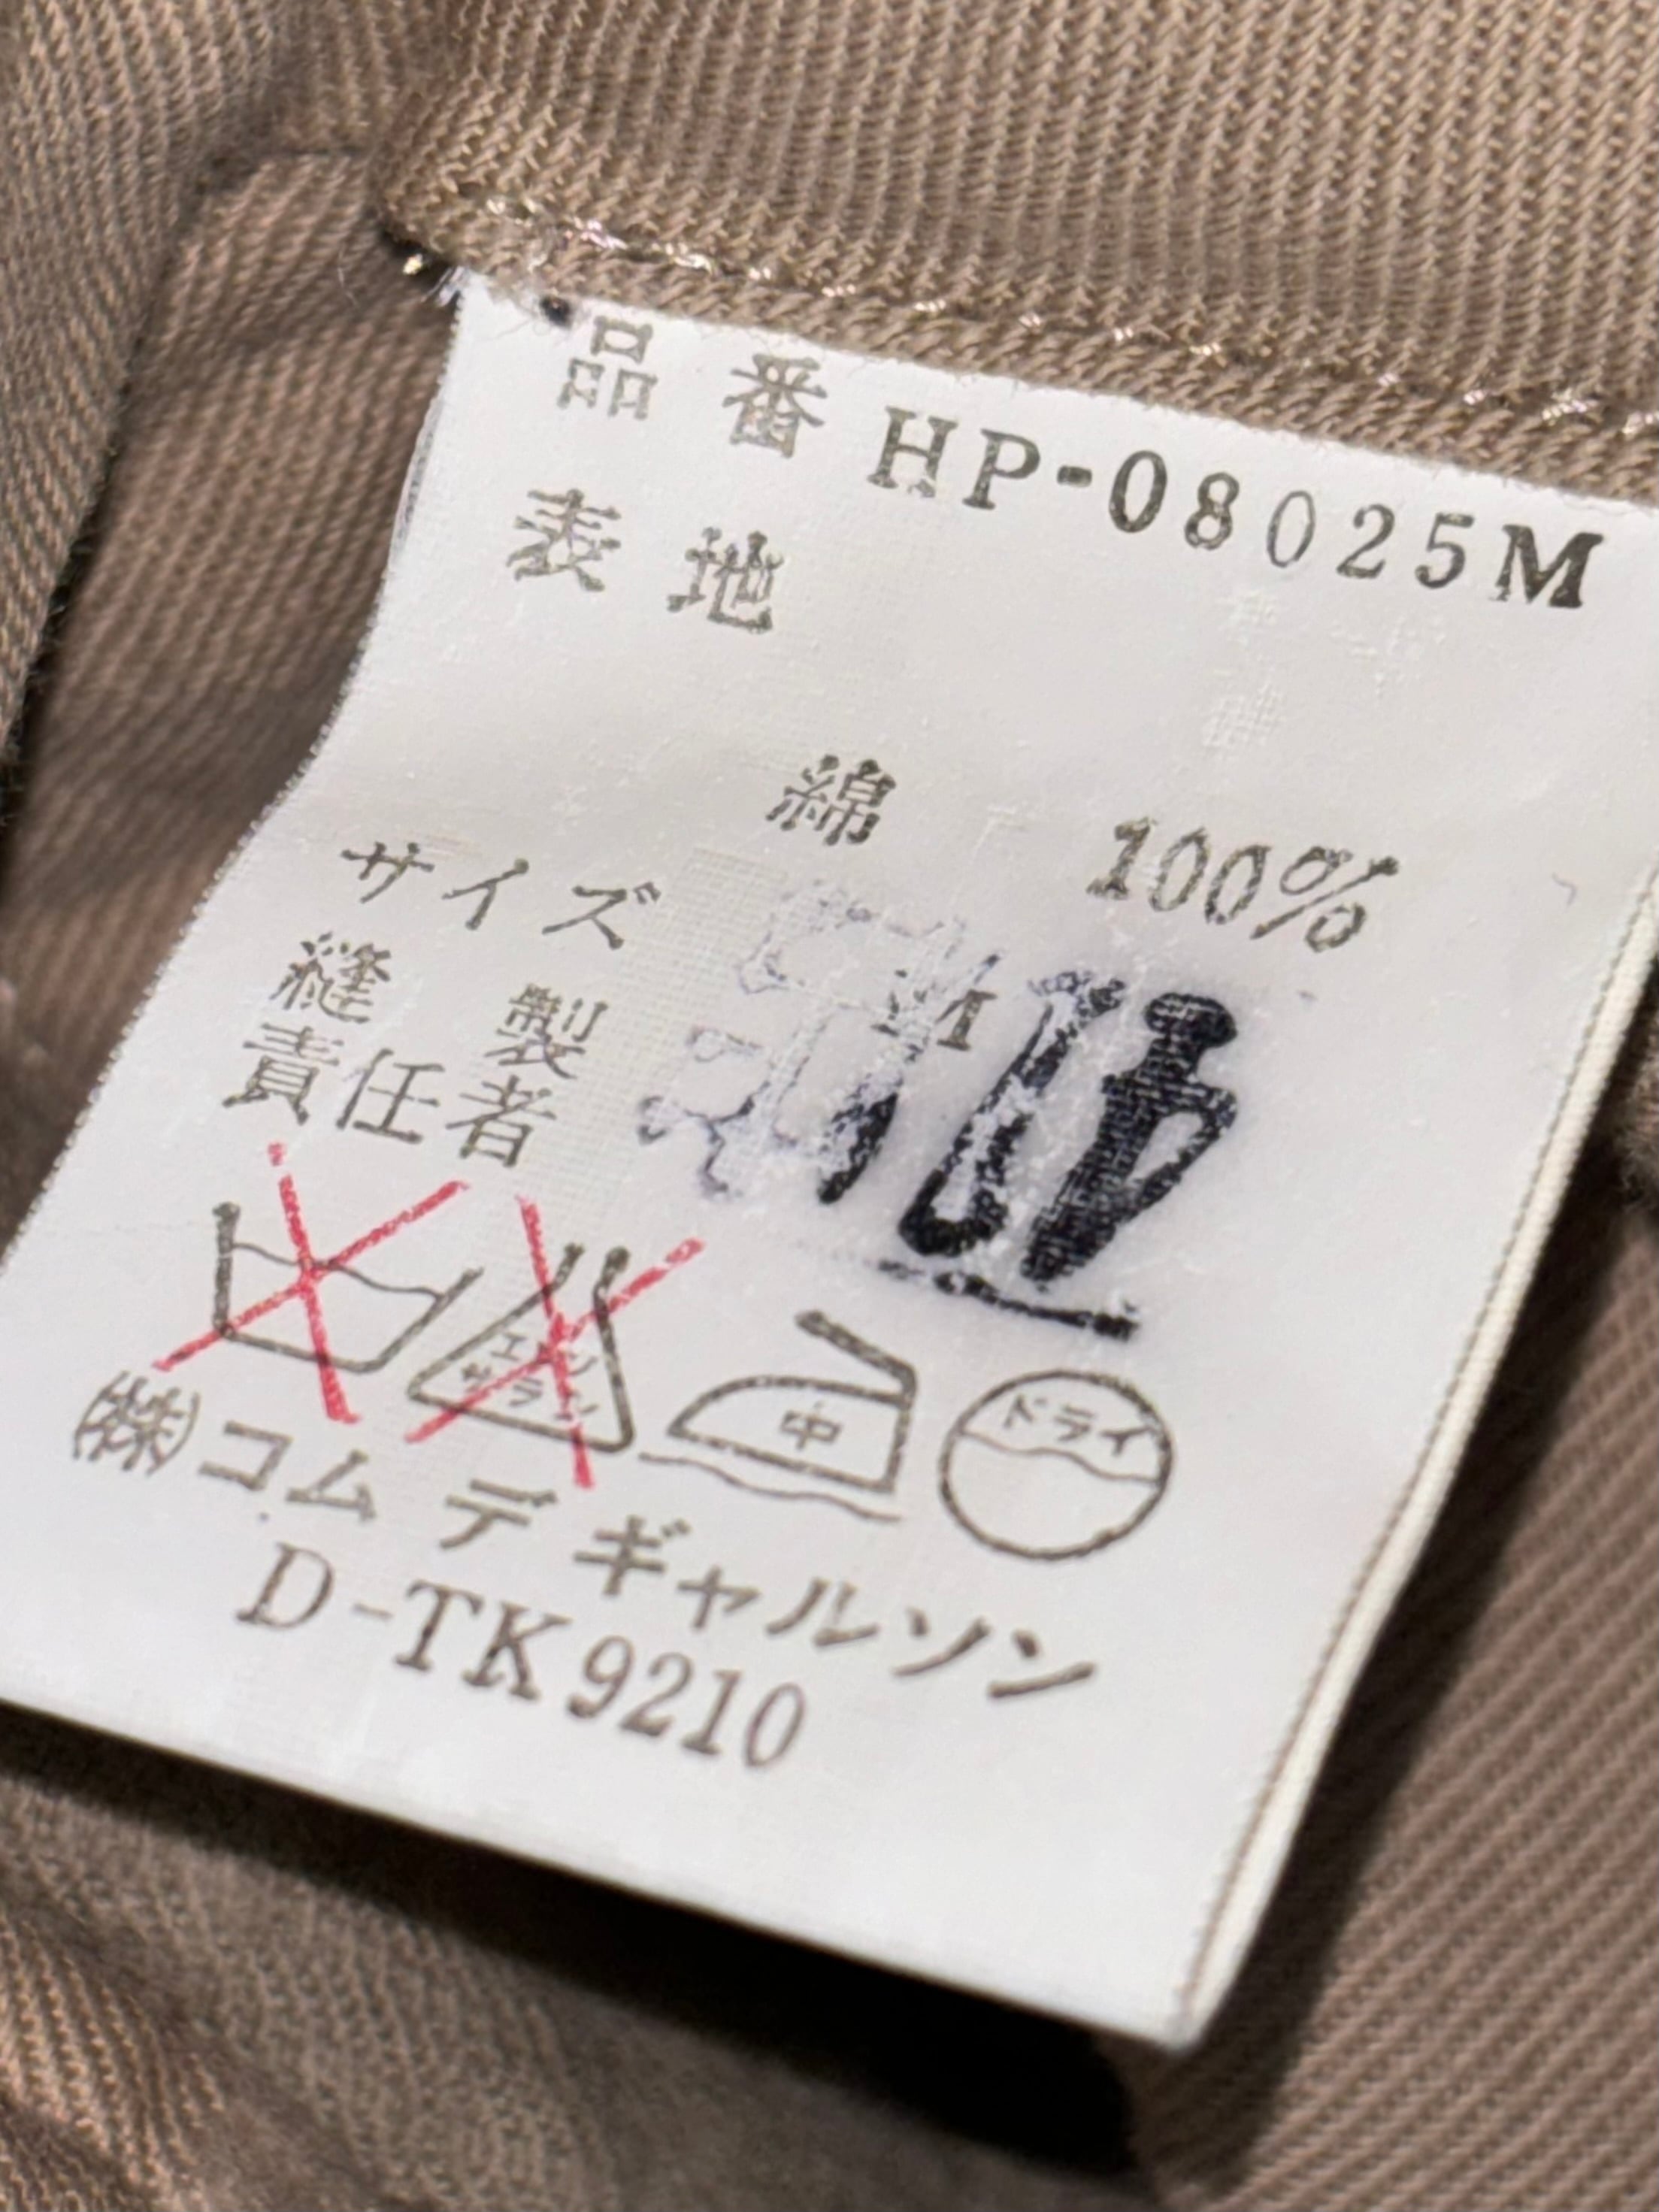 品番 HP-08025M
表地
綿 100%
サイズ M
縫製
責任者
エンソ
サラシ
中
ドライ
㈱コム デ ギャルソン
D-TK9210